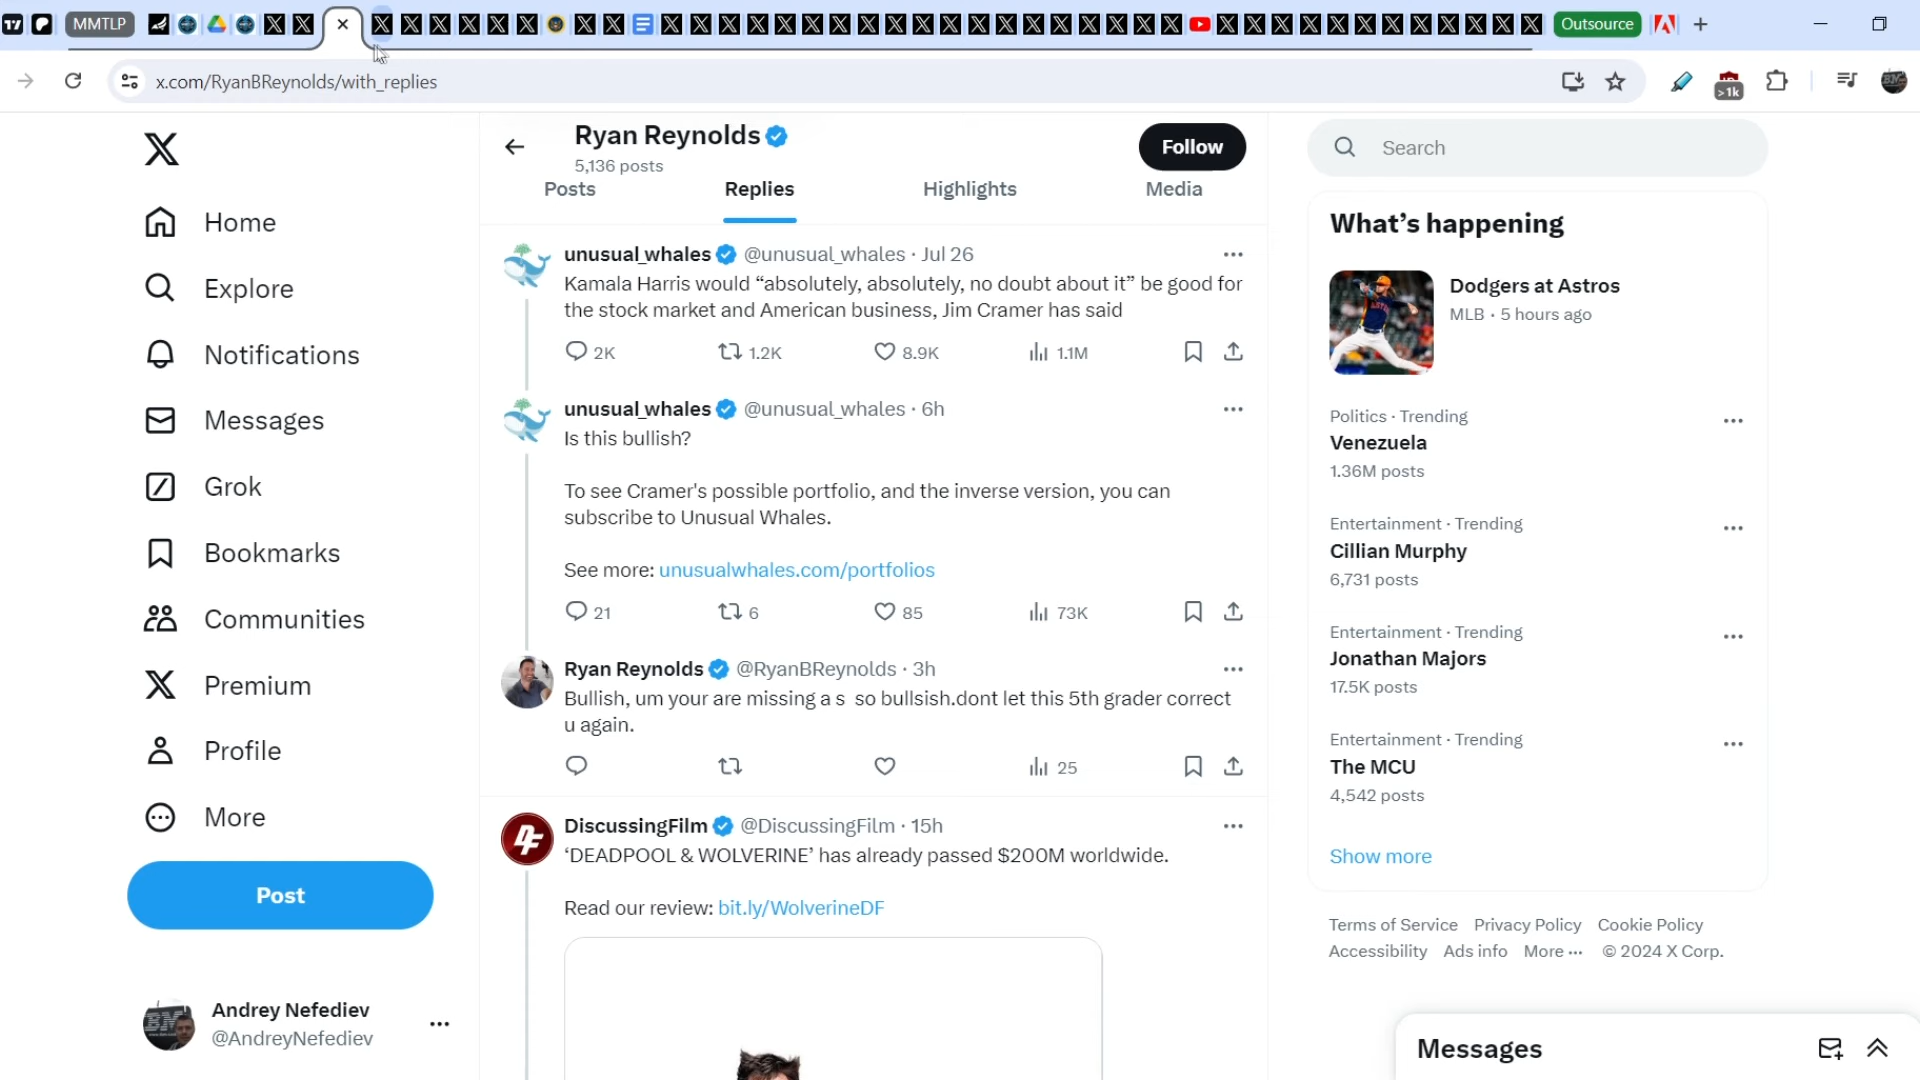 MMTLP
Outsource
x.com/RyanBReynolds/with_replies
>1k
Ryan Reynolds
5,136 posts
Follow
Posts
Replies
Highlights
Media
Home
Explore
Notifications
Messages
Grok
Bookmarks
Communities
Premium
Profile
More
Post
Andrey Nefediev
@AndreyNefediev
unusual_whales @unusual_whales · Jul 26
Kamala Harris would “absolutely, absolutely, no doubt about it” be good for
the stock market and American business, Jim Cramer has said
2K 1.2K 8.9K 1.1M
unusual_whales @unusual_whales · 6h
Is this bullish?
To see Cramer's possible portfolio, and the inverse version, you can
subscribe to Unusual Whales.
See more: unusualwhales.com/portfolios
21 6 85 73K
Ryan Reynolds @RyanBReynolds · 3h
Bullish, um your are missing a s so bullsish.dont let this 5th grader correct
u again.
25
DiscussingFilm @DiscussingFilm · 15h
‘DEADPOOL & WOLVERINE’ has already passed $200M worldwide.
Read our review: bit.ly/WolverineDF
Search
What’s happening
Dodgers at Astros
MLB · 5 hours ago
Politics · Trending
Venezuela
1.36M posts
Entertainment · Trending
Cillian Murphy
6,731 posts
Entertainment · Trending
Jonathan Majors
17.5K posts
Entertainment · Trending
The MCU
4,542 posts
Show more
Terms of Service Privacy Policy Cookie Policy
Accessibility Ads info More ··· © 2024 X Corp.
Messages